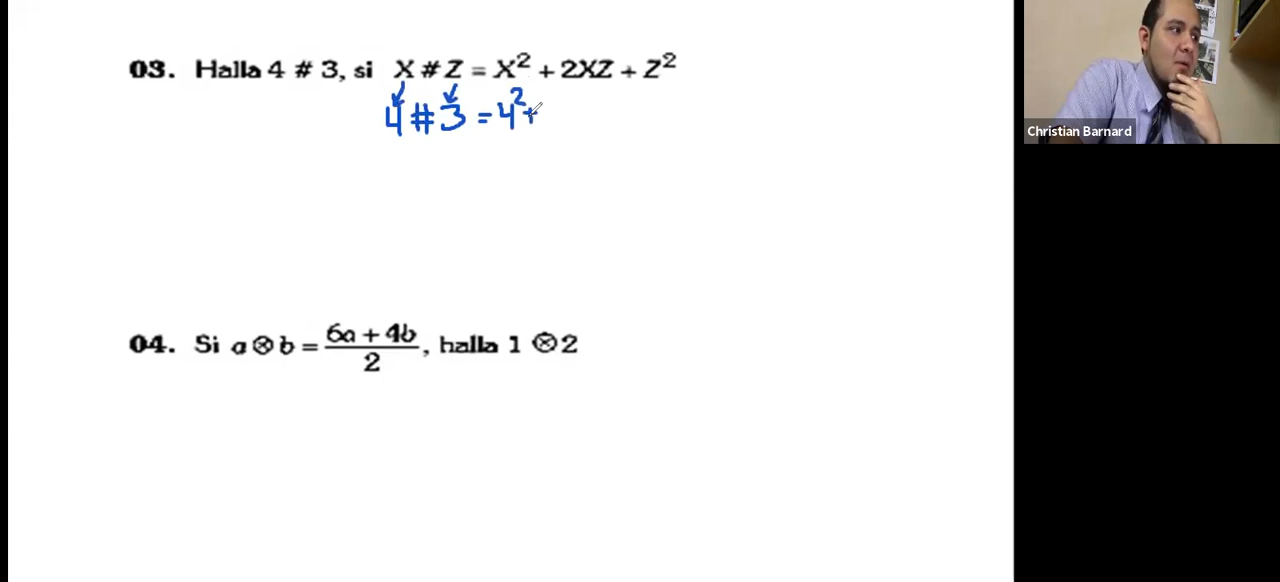 03. Halla 4 # 3, si X # Z = X² + 2XZ + Z²
4 # 3 = 4² +
Christian Barnard
04. Si a ⊗ b = (6a + 4b)/2, halla 1 ⊗ 2